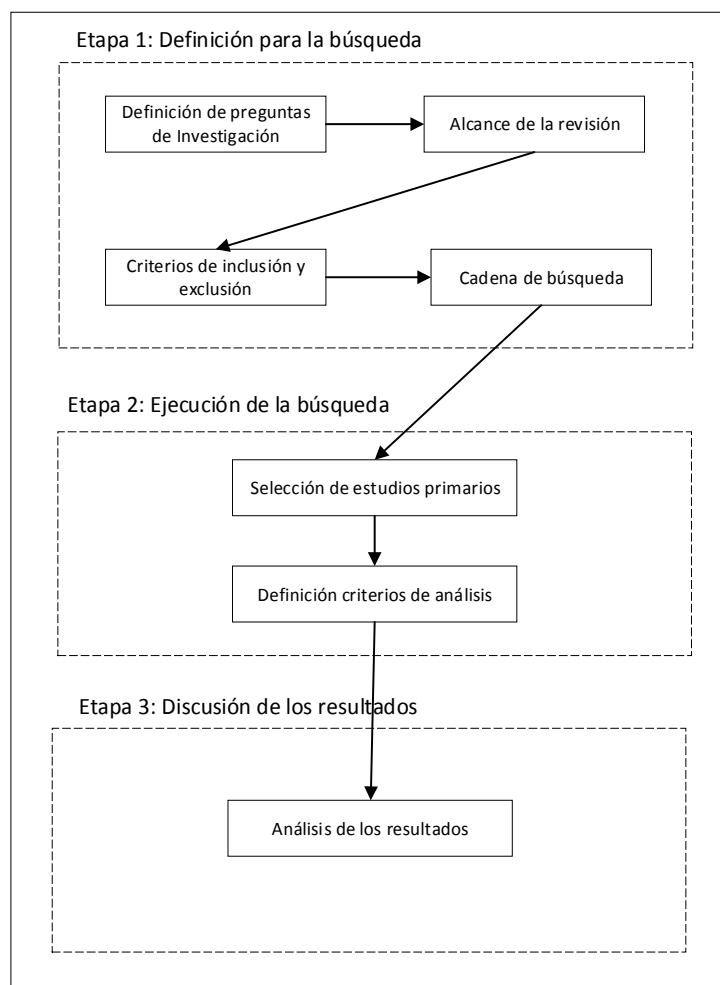 Etapa 1: Definición para la búsqueda
Definición de preguntas
de Investigación
Alcance de la revisión
Criterios de inclusión y
exclusión
Cadena de búsqueda
Etapa 2: Ejecución de la búsqueda
Selección de estudios primarios
Definición criterios de análisis
Etapa 3: Discusión de los resultados
Análisis de los resultados